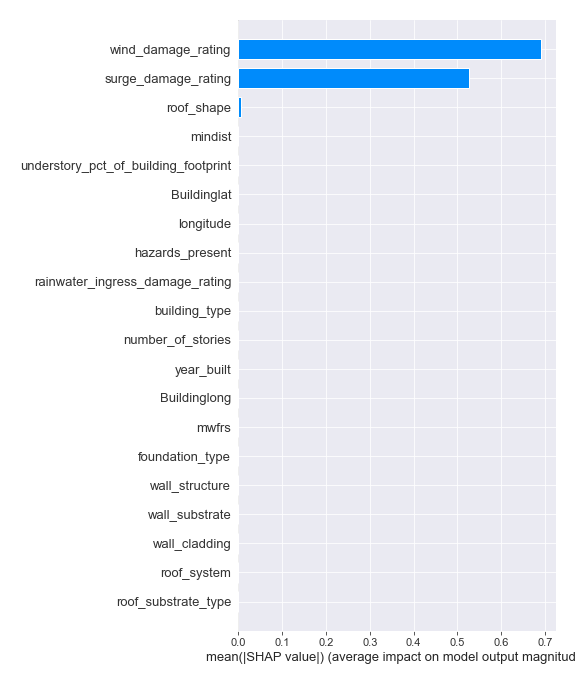 wind_damage_rating
surge_damage_rating
roof_shape
mindist
understory_pct_of_building_footprint
Buildinglat
longitude
hazards_present
rainwater_ingress_damage_rating
building_type
number_of_stories
year_built
Buildinglong
mwfrs
foundation_type
wall_structure
wall_substrate
wall_cladding
roof_system
roof_substrate_type
0.0 0.1 0.2 0.3 0.4 0.5 0.6 0.7
mean(|SHAP value|) (average impact on model output magnitud